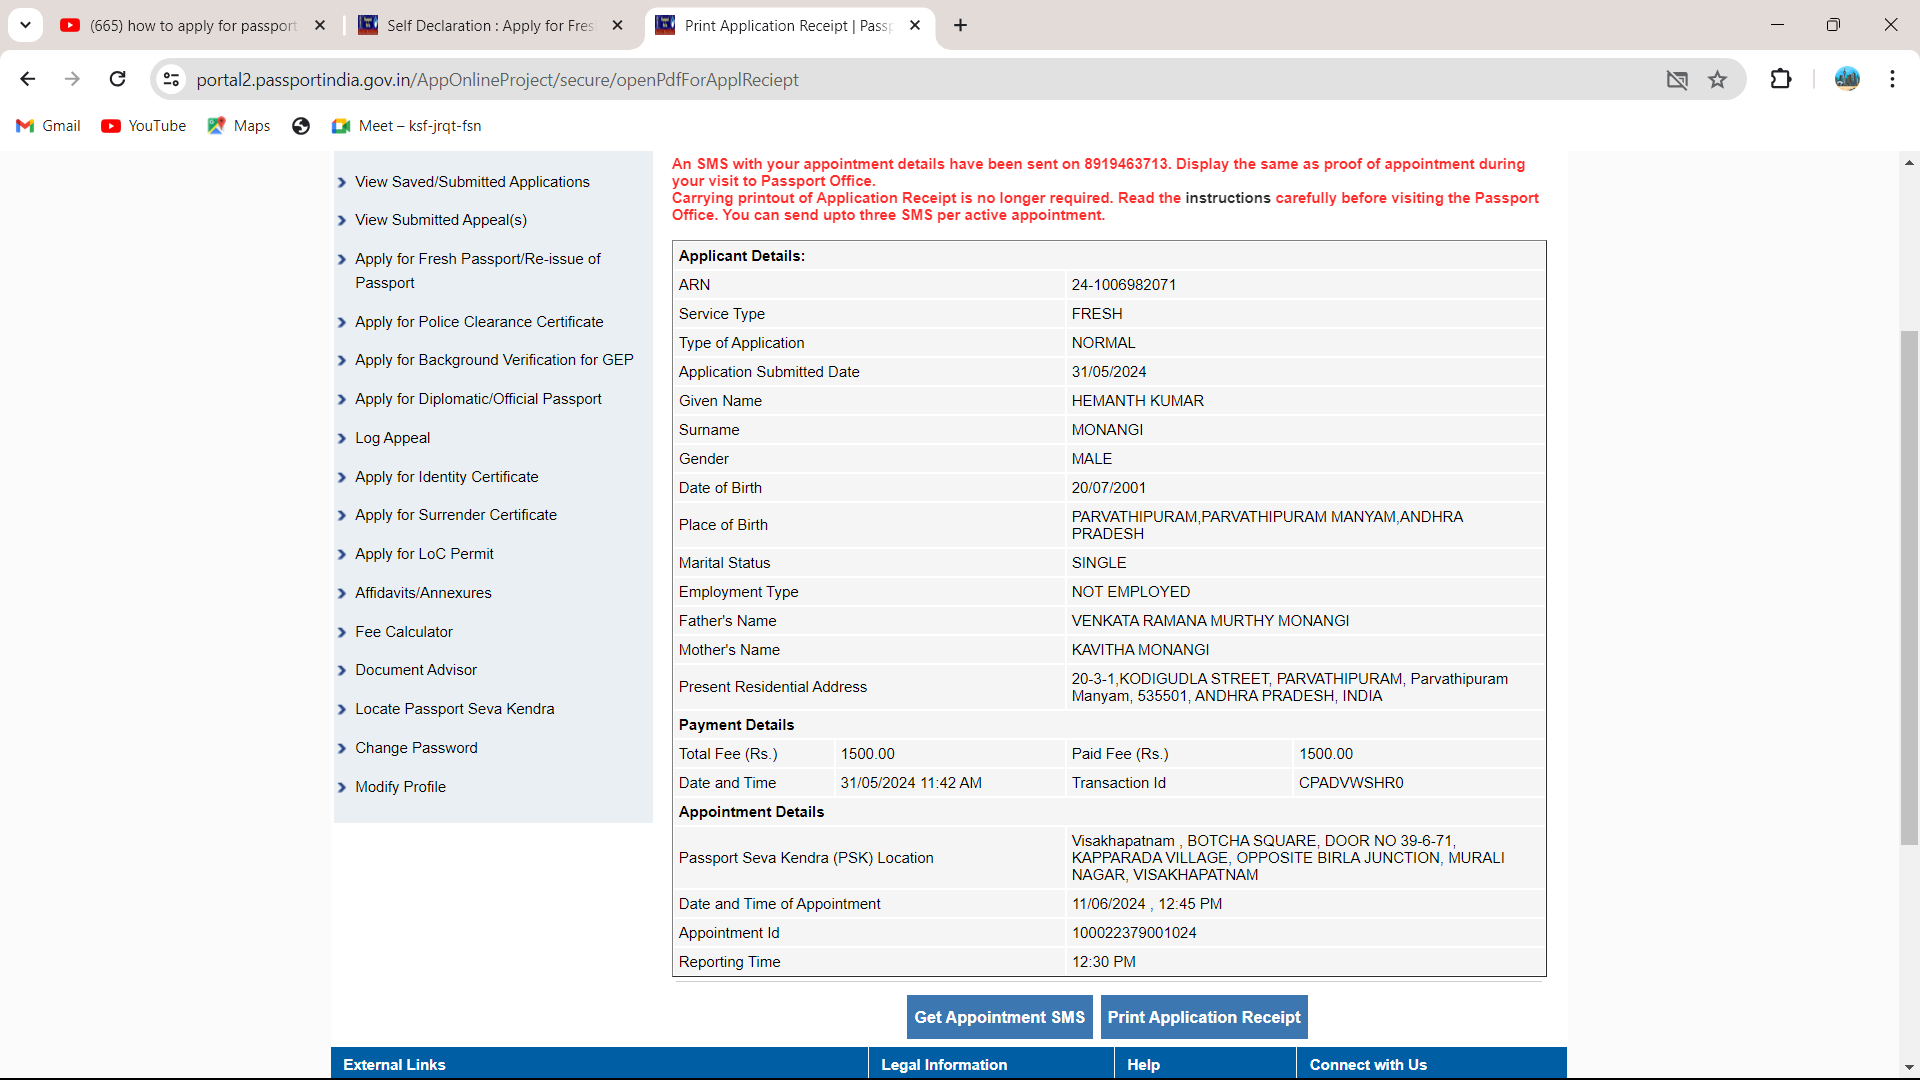 (665) how to apply for passport
Self Declaration : Apply for Fres
Print Application Receipt | Passp
portal2.passportindia.gov.in/AppOnlineProject/secure/openPdfForApplReciept
Gmail
YouTube
Maps
Meet – ksf-jrqt-fsn
View Saved/Submitted Applications
View Submitted Appeal(s)
Apply for Fresh Passport/Re-issue of
Passport
Apply for Police Clearance Certificate
Apply for Background Verification for GEP
Apply for Diplomatic/Official Passport
Log Appeal
Apply for Identity Certificate
Apply for Surrender Certificate
Apply for LoC Permit
Affidavits/Annexures
Fee Calculator
Document Advisor
Locate Passport Seva Kendra
Change Password
Modify Profile
An SMS with your appointment details have been sent on 8919463713. Display the same as proof of appointment during
your visit to Passport Office.
Carrying printout of Application Receipt is no longer required. Read the instructions carefully before visiting the Passport
Office. You can send upto three SMS per active appointment.
Applicant Details:
ARN 24-1006982071
Service Type FRESH
Type of Application NORMAL
Application Submitted Date 31/05/2024
Given Name HEMANTH KUMAR
Surname MONANGI
Gender MALE
Date of Birth 20/07/2001
Place of Birth PARVATHIPURAM,PARVATHIPURAM MANYAM,ANDHRA
PRADESH
Marital Status SINGLE
Employment Type NOT EMPLOYED
Father's Name VENKATA RAMANA MURTHY MONANGI
Mother's Name KAVITHA MONANGI
Present Residential Address 20-3-1,KODIGUDLA STREET, PARVATHIPURAM, Parvathipuram
Manyam, 535501, ANDHRA PRADESH, INDIA
Payment Details
Total Fee (Rs.) 1500.00 Paid Fee (Rs.) 1500.00
Date and Time 31/05/2024 11:42 AM Transaction Id CPADVWSHR0
Appointment Details
Passport Seva Kendra (PSK) Location Visakhapatnam , BOTCHA SQUARE, DOOR NO 39-6-71,
KAPPARADA VILLAGE, OPPOSITE BIRLA JUNCTION, MURALI
NAGAR, VISAKHAPATNAM
Date and Time of Appointment 11/06/2024 , 12:45 PM
Appointment Id 100022379001024
Reporting Time 12:30 PM
Get Appointment SMS
Print Application Receipt
External Links
Legal Information
Help
Connect with Us